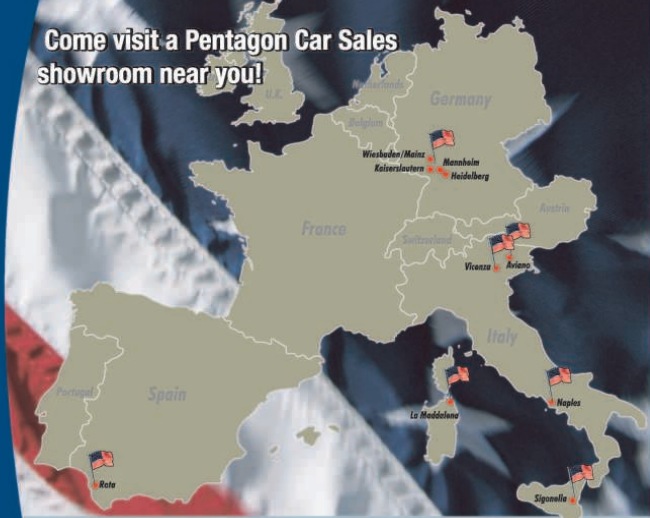 Come visit a Pentagon Car Sales
showroom near you!
U.K.
Netherlands
Germany
Belgium
Wiesbaden/Mainz
Mannheim
Kaiserslautern
Heidelberg
Austria
France
Switzerland
Vicenza
Aviano
Italy
Portugal
Spain
Naples
La Maddalena
Rota
Sigonella